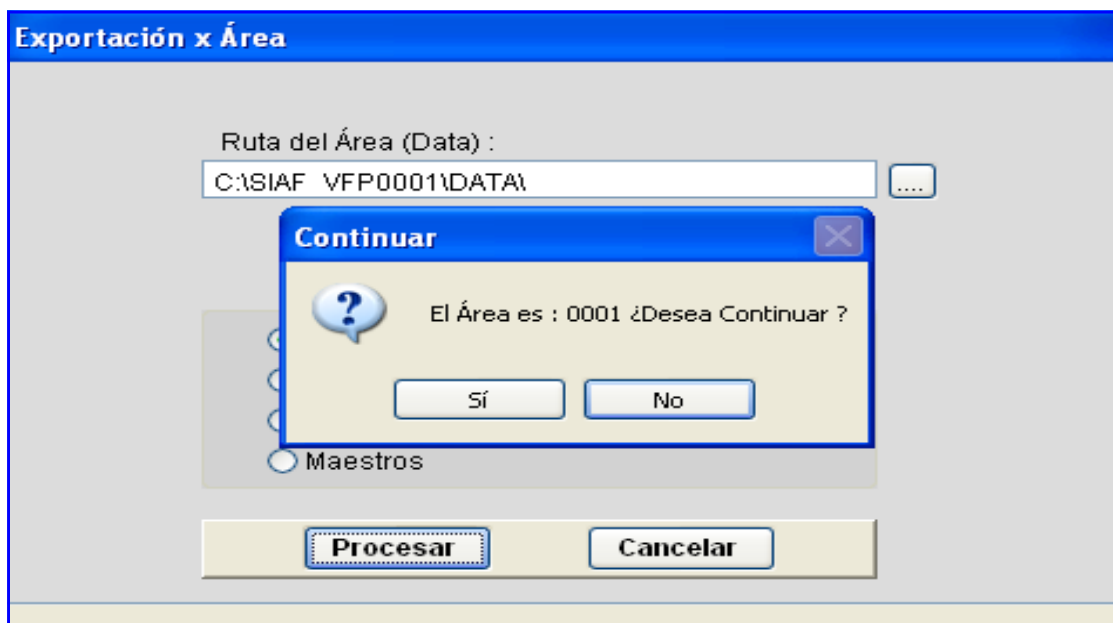 Exportación x Área
Ruta del Área (Data) :
C:\SIAF_VFP0001\DATA\
....
Continuar
El Área es : 0001 ¿Desea Continuar ?
Sí
No
Maestros
Procesar
Cancelar